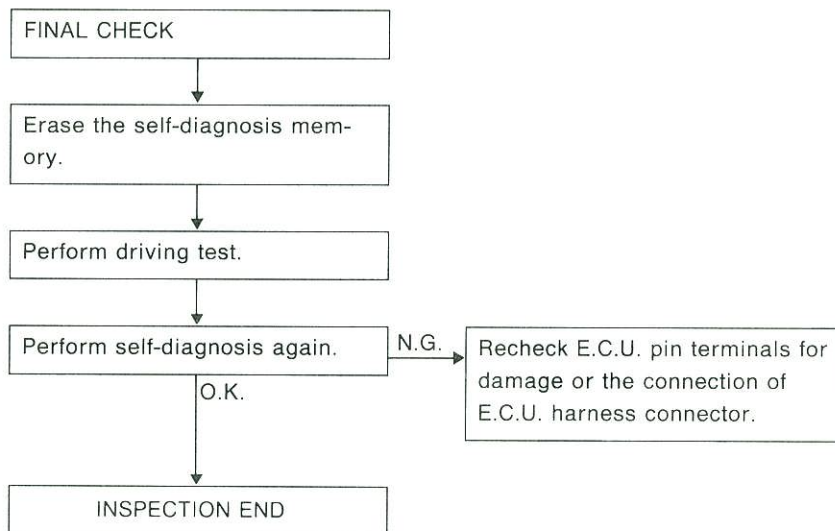 FINAL CHECK
Erase the self-diagnosis mem-
ory.
Perform driving test.
Perform self-diagnosis again.
N.G.
Recheck E.C.U. pin terminals for
damage or the connection of
E.C.U. harness connector.
O.K.
INSPECTION END